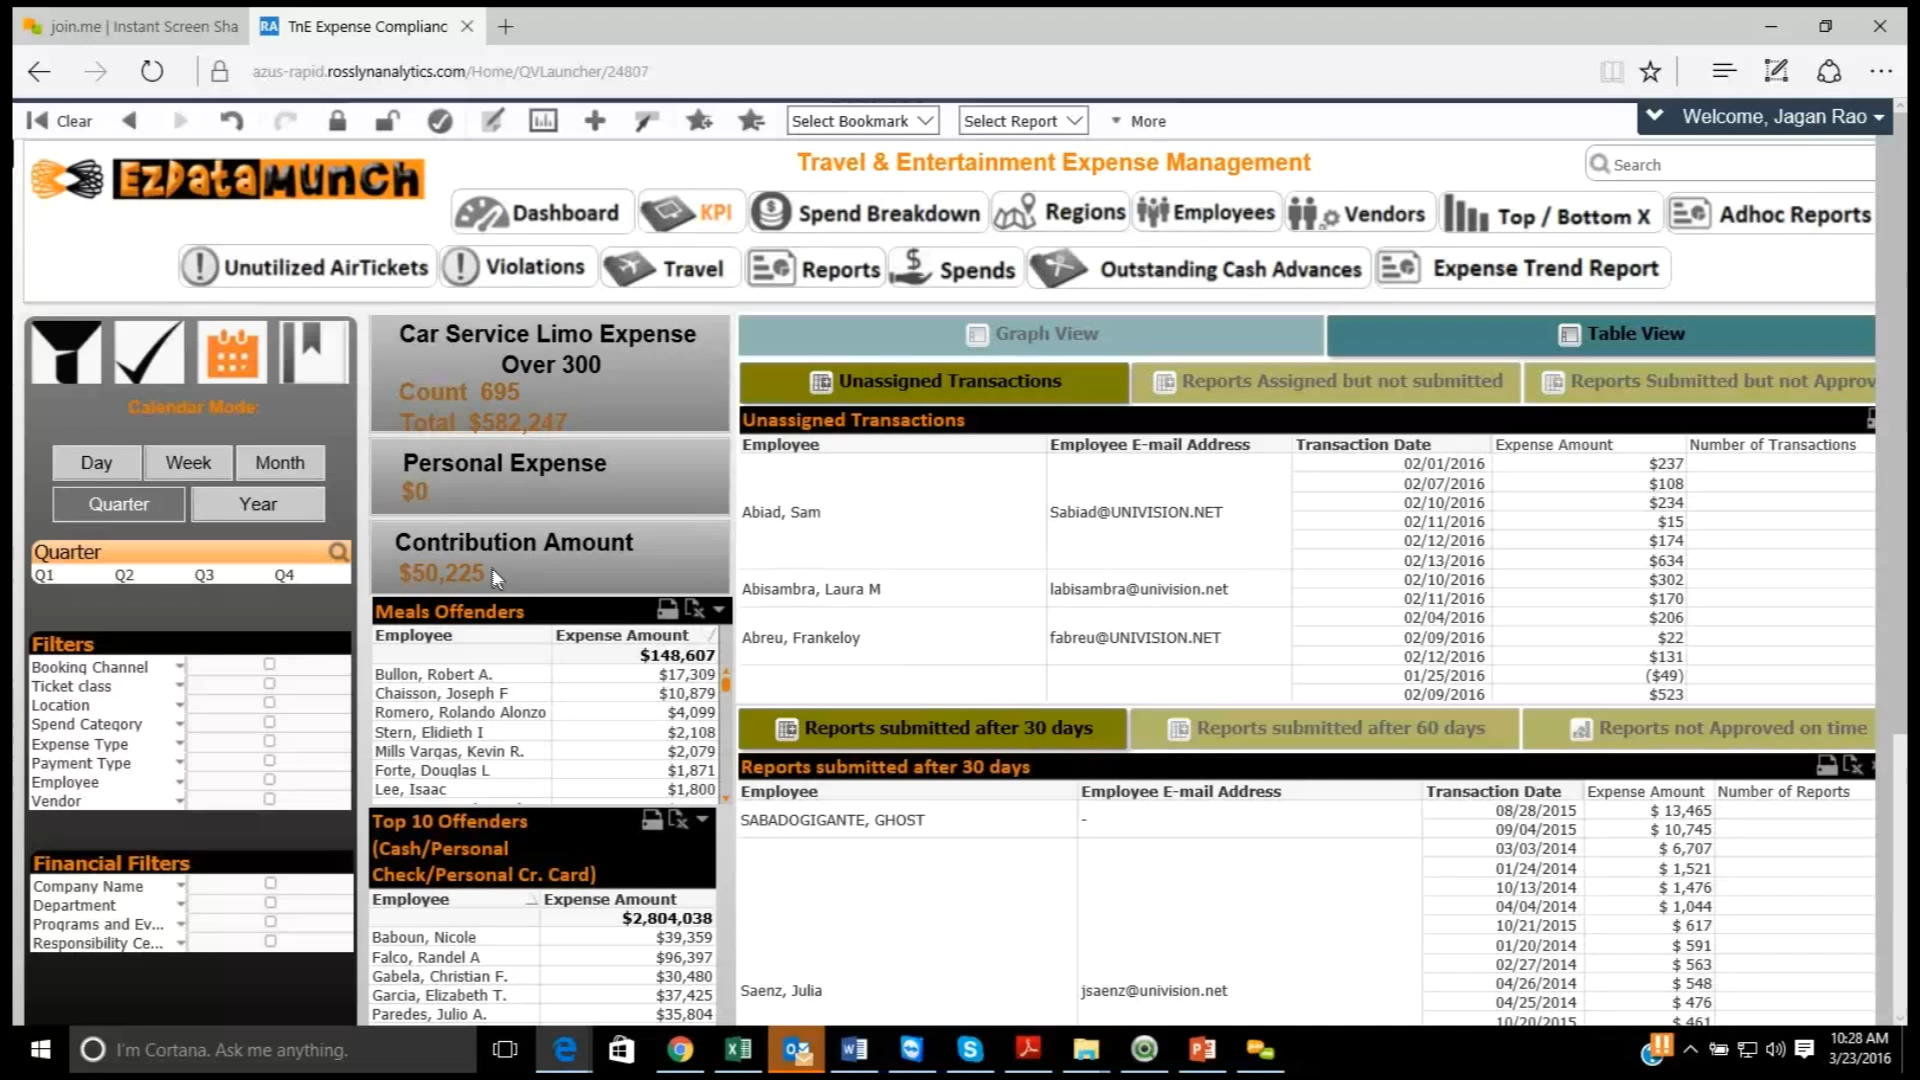 join.me | Instant Screen Sha
RA TnE Expense Complianc
azus-rapid.rosslynanalytics.com/Home/QVLauncher/24807
Clear
Select Bookmark
Select Report
More
Welcome, Jagan Rao
EzDataMunch
Travel & Entertainment Expense Management
Search
Dashboard
KPI
Spend Breakdown
Regions
Employees
Vendors
Top / Bottom X
Adhoc Reports
Unutilized AirTickets
Violations
Travel
Reports
Spends
Outstanding Cash Advances
Expense Trend Report
Calendar Mode:
Day Week Month
Quarter Year
Quarter
Q1 Q2 Q3 Q4
Filters
Booking Channel
Ticket class
Location
Spend Category
Expense Type
Payment Type
Employee
Vendor
Financial Filters
Company Name
Department
Programs and Ev...
Responsibility Ce...
Car Service Limo Expense
Over 300
Count 695
Total $582,247
Personal Expense
$0
Contribution Amount
$50,225
Meals Offenders
Employee Expense Amount
$148,607
Bullon, Robert A. $17,309
Chaisson, Joseph F $10,879
Romero, Rolando Alonzo $4,099
Stern, Elidieth I $2,108
Mills Vargas, Kevin R. $2,079
Forte, Douglas L $1,871
Lee, Isaac $1,800
Top 10 Offenders
(Cash/Personal
Check/Personal Cr. Card)
Employee Expense Amount
$2,804,038
Baboun, Nicole $39,359
Falco, Randel A $96,397
Gabela, Christian F. $30,480
Garcia, Elizabeth T. $37,425
Paredes, Julio A. $35,804
Graph View
Table View
Unassigned Transactions
Reports Assigned but not submitted
Reports Submitted but not Approv
Unassigned Transactions
Employee Employee E-mail Address Transaction Date Expense Amount Number of Transactions
02/01/2016 $237
02/07/2016 $108
02/10/2016 $234
Abiad, Sam Sabiad@UNIVISION.NET
02/11/2016 $15
02/12/2016 $174
02/13/2016 $634
02/10/2016 $302
Abisambra, Laura M labisambra@univision.net
02/11/2016 $170
02/04/2016 $206
Abreu, Frankeloy fabreu@UNIVISION.NET 02/09/2016 $22
02/12/2016 $131
01/25/2016 ($49)
02/09/2016 $523
Reports submitted after 30 days
Reports submitted after 60 days
Reports not Approved on time
Reports submitted after 30 days
Employee Employee E-mail Address Transaction Date Expense Amount Number of Reports
08/28/2015 $ 13,465
SABADOGIGANTE, GHOST -
09/04/2015 $ 10,745
03/03/2014 $ 6,707
01/24/2014 $ 1,521
10/13/2014 $ 1,476
04/04/2014 $ 1,044
10/21/2015 $ 617
01/20/2014 $ 591
02/27/2014 $ 563
04/26/2014 $ 548
Saenz, Julia jsaenz@univision.net
04/25/2014 $ 476
10/20/2015 $ 461
I'm Cortana. Ask me anything.
10:28 AM
3/23/2016